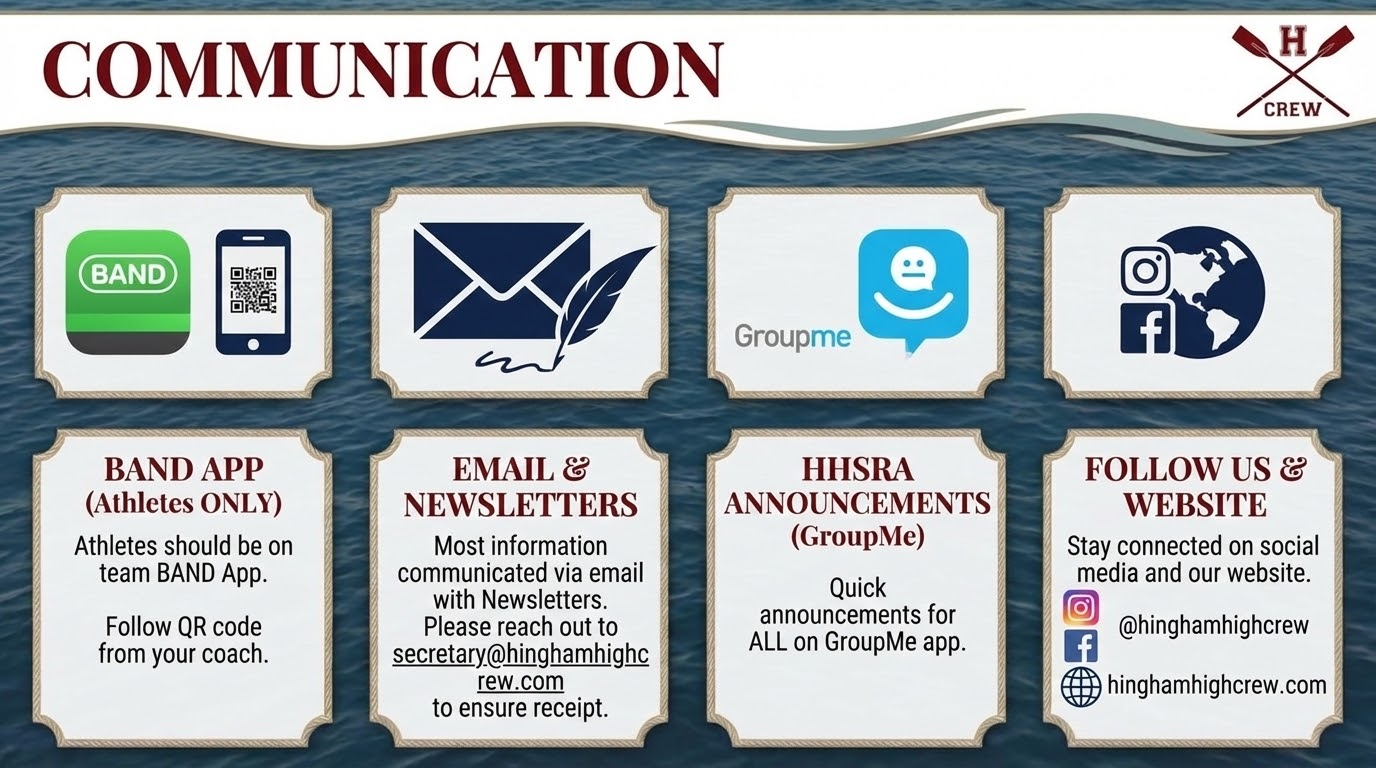 COMMUNICATION
H
CREW
BAND
Groupme
BAND APP
(Athletes ONLY)
Athletes should be on
team BAND App.
Follow QR code
from your coach.
EMAIL &
NEWSLETTERS
Most information
communicated via email
with Newsletters.
Please reach out to
secretary@hinghamhighc
rew.com
to ensure receipt.
HHSRA
ANNOUNCEMENTS
(GroupMe)
Quick
announcements for
ALL on GroupMe app.
FOLLOW US &
WEBSITE
Stay connected on social
media and our website.
@hinghamhighcrew
hinghamhighcrew.com